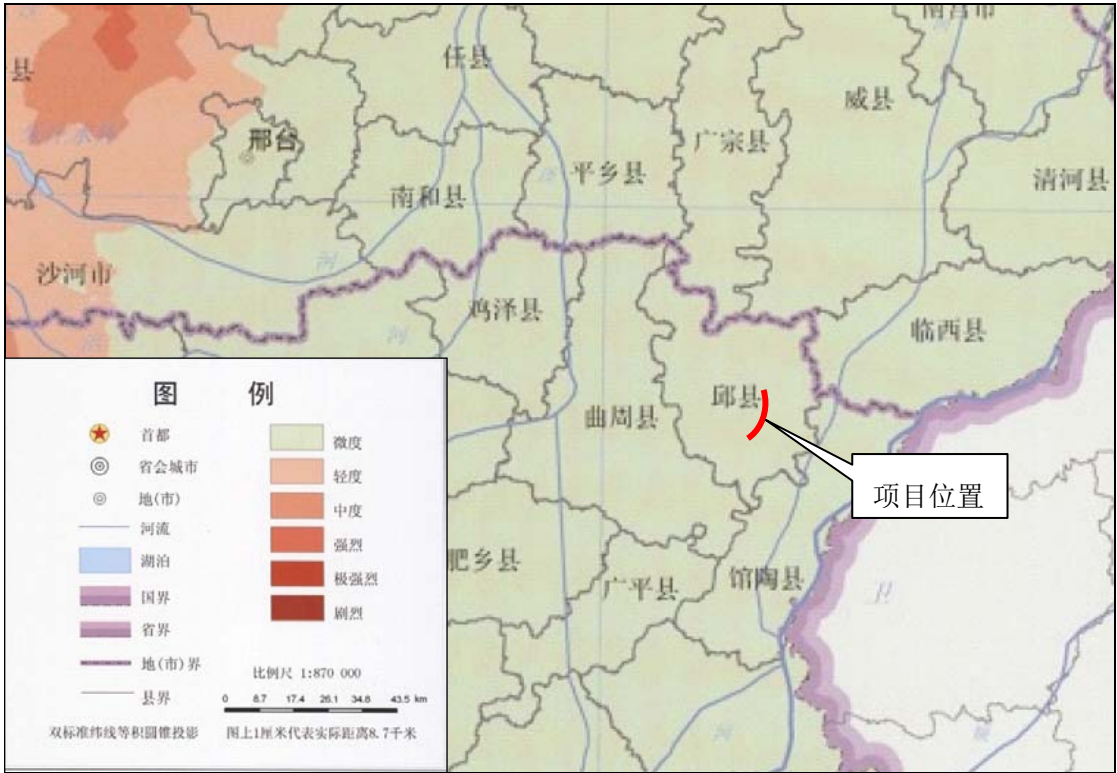 南宫市
任县
县
威县
邢台
广宗县
平乡县
清河县
南和县
河
沙河市
鸡泽县
河
临西县
邱县
曲周县
项目位置
肥乡县
广平县
馆陶县
卫
河
图 例
首都
省会城市
地(市)
河流
湖泊
国界
省界
地(市)界
县界
微度
轻度
中度
强烈
极强烈
剧烈
比例尺 1:870 000
0 8.7 17.4 26.1 34.8 43.5 km
双标准纬线等积圆锥投影 图上1厘米代表实际距离8.7千米